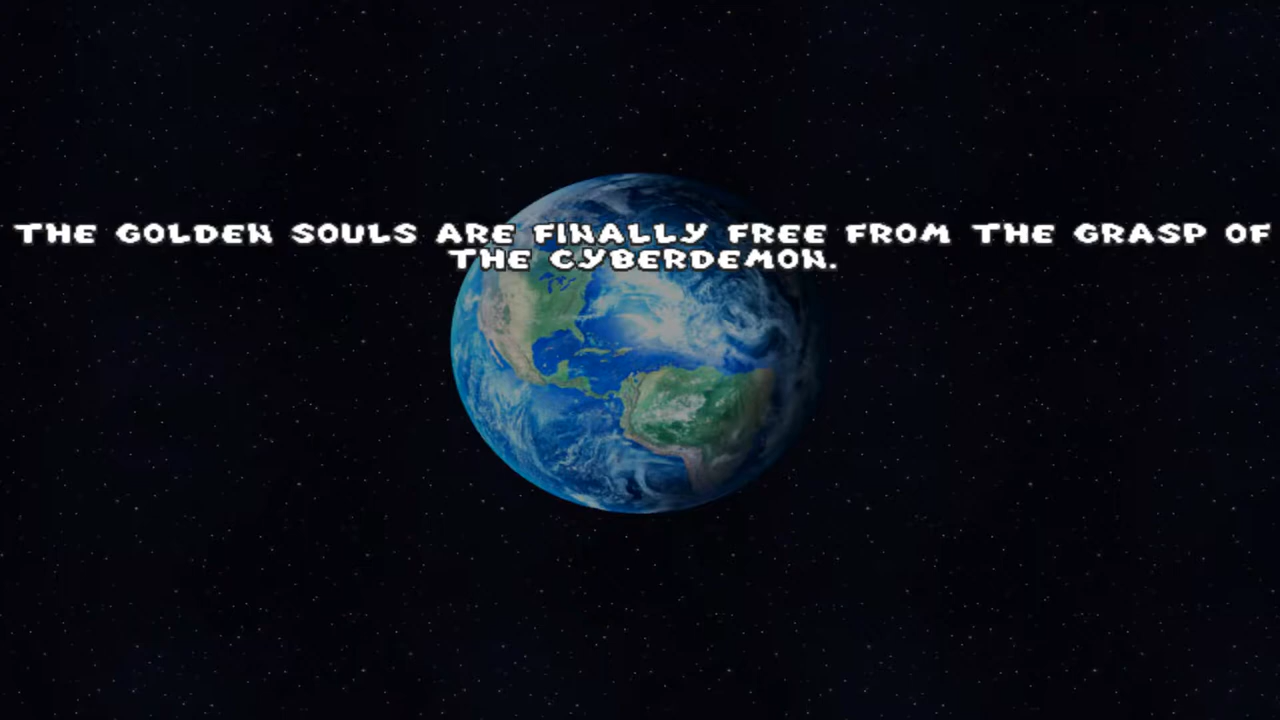 THE GOLDEN SOULS ARE FINALLY FREE FROM THE GRASP OF
THE CYBERDEMON.